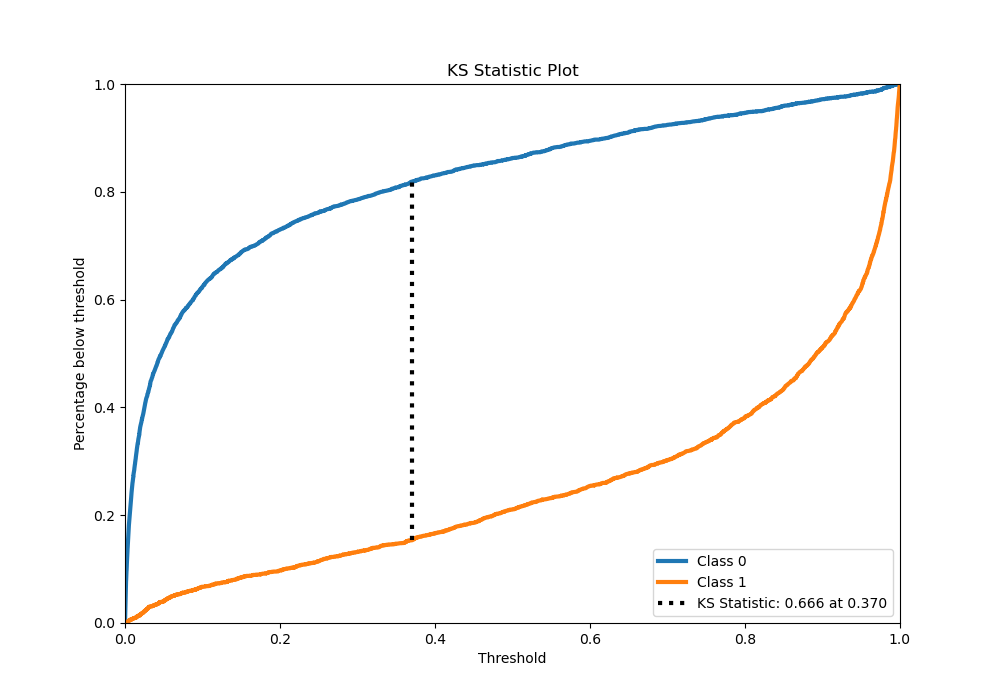 KS Statistic Plot
1.0
0.8
0.6
0.4
0.2
0.0
Percentage below threshold
0.0 0.2 0.4 0.6 0.8 1.0
Threshold
Class 0
Class 1
KS Statistic: 0.666 at 0.370